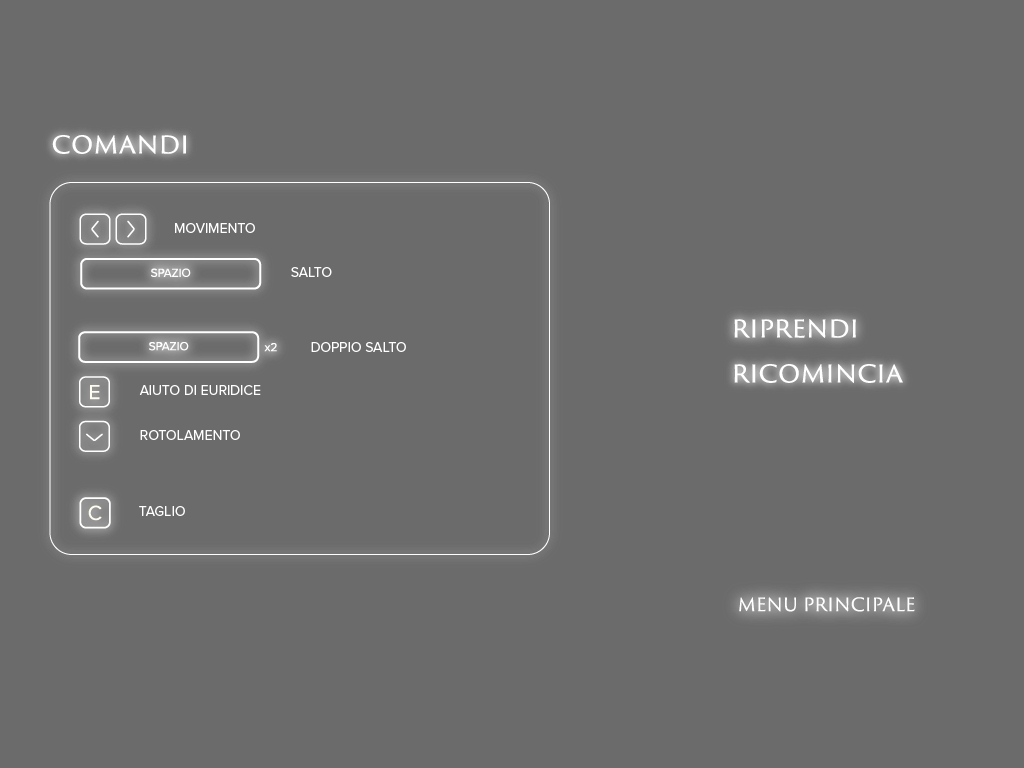 COMANDI
MOVIMENTO
SPAZIO SALTO
SPAZIO x2 DOPPIO SALTO
E AIUTO DI EURIDICE
ROTOLAMENTO
C TAGLIO
RIPRENDI
RICOMINCIA
MENU PRINCIPALE